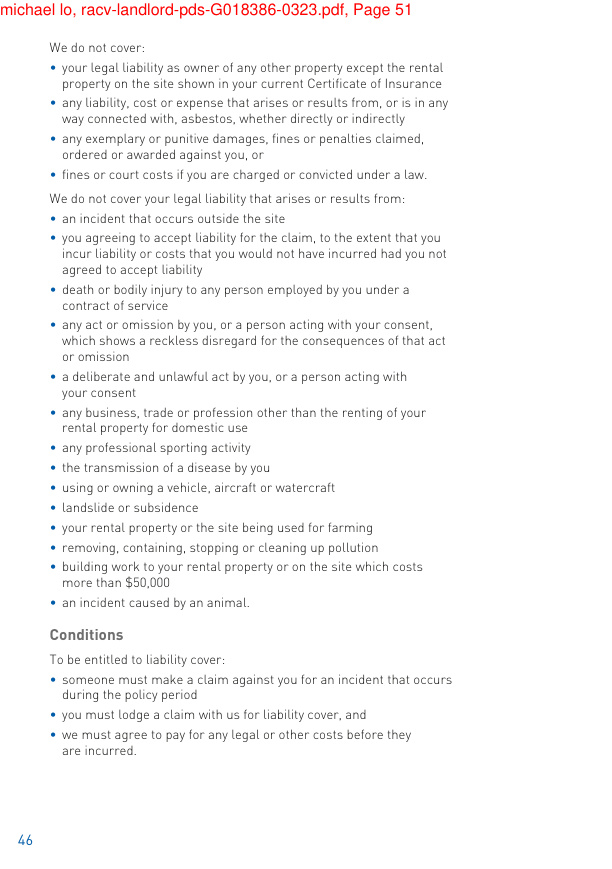 michael lo, racv-landlord-pds-G018386-0323.pdf, Page 51
We do not cover:
• your legal liability as owner of any other property except the rental
property on the site shown in your current Certificate of Insurance
• any liability, cost or expense that arises or results from, or is in any
way connected with, asbestos, whether directly or indirectly
• any exemplary or punitive damages, fines or penalties claimed,
ordered or awarded against you, or
• fines or court costs if you are charged or convicted under a law.
We do not cover your legal liability that arises or results from:
• an incident that occurs outside the site
• you agreeing to accept liability for the claim, to the extent that you
incur liability or costs that you would not have incurred had you not
agreed to accept liability
• death or bodily injury to any person employed by you under a
contract of service
• any act or omission by you, or a person acting with your consent,
which shows a reckless disregard for the consequences of that act
or omission
• a deliberate and unlawful act by you, or a person acting with
your consent
• any business, trade or profession other than the renting of your
rental property for domestic use
• any professional sporting activity
• the transmission of a disease by you
• using or owning a vehicle, aircraft or watercraft
• landslide or subsidence
• your rental property or the site being used for farming
• removing, containing, stopping or cleaning up pollution
• building work to your rental property or on the site which costs
more than $50,000
• an incident caused by an animal.
Conditions
To be entitled to liability cover:
• someone must make a claim against you for an incident that occurs
during the policy period
• you must lodge a claim with us for liability cover, and
• we must agree to pay for any legal or other costs before they
are incurred.
46